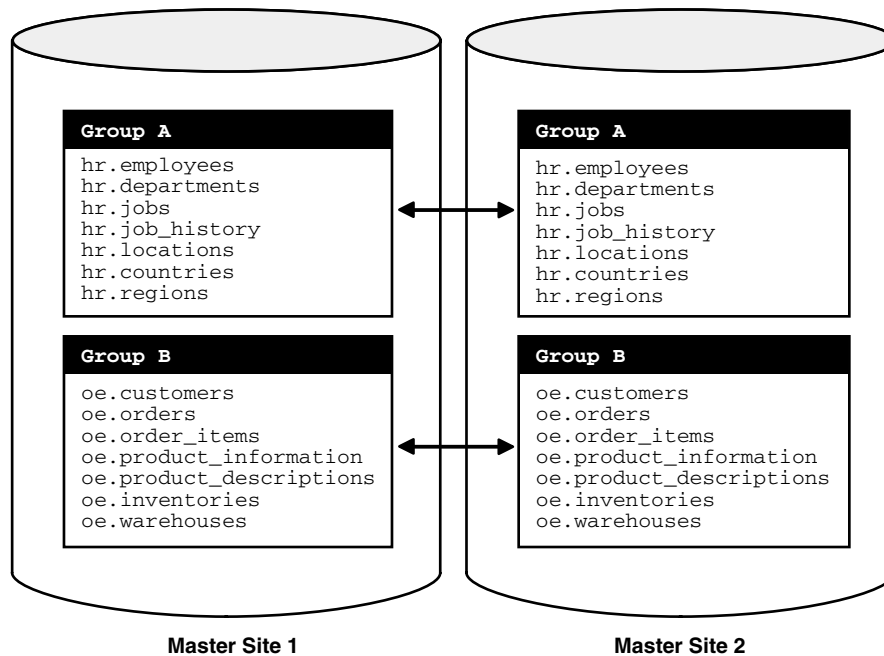 Group A
hr.employees
hr.departments
hr.jobs
hr.job_history
hr.locations
hr.countries
hr.regions
Group B
oe.customers
oe.orders
oe.order_items
oe.product_information
oe.product_descriptions
oe.inventories
oe.warehouses
Master Site 1
Group A
hr.employees
hr.departments
hr.jobs
hr.job_history
hr.locations
hr.countries
hr.regions
Group B
oe.customers
oe.orders
oe.order_items
oe.product_information
oe.product_descriptions
oe.inventories
oe.warehouses
Master Site 2